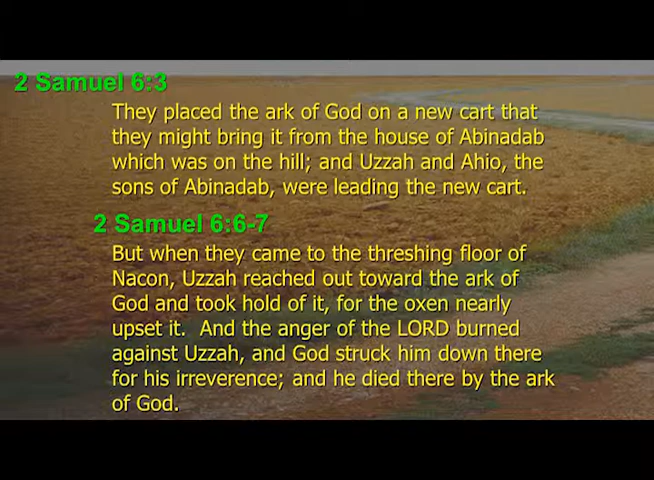 2 Samuel 6:3
They placed the ark of God on a new cart that
they might bring it from the house of Abinadab
which was on the hill; and Uzzah and Ahio, the
sons of Abinadab, were leading the new cart.
2 Samuel 6:6-7
But when they came to the threshing floor of
Nacon, Uzzah reached out toward the ark of
God and took hold of it, for the oxen nearly
upset it.  And the anger of the LORD burned
against Uzzah, and God struck him down there
for his irreverence; and he died there by the ark
of God.